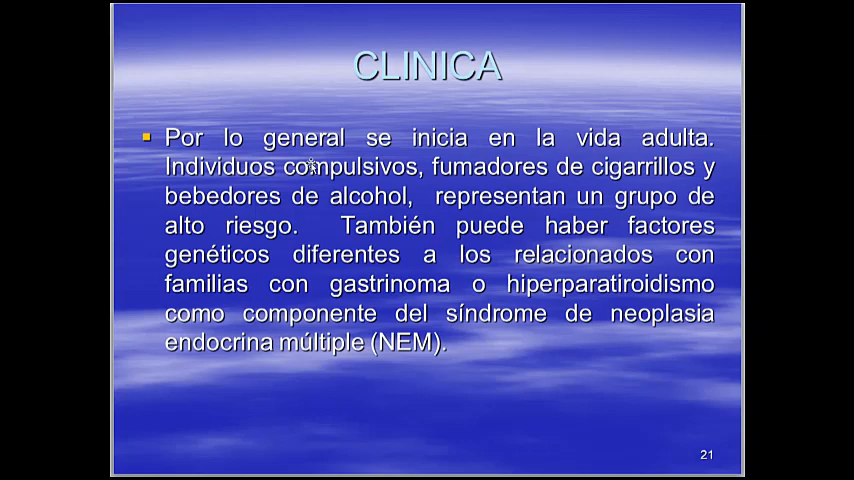 CLINICA
Por lo general se inicia en la vida adulta.
Individuos compulsivos, fumadores de cigarrillos y
bebedores de alcohol, representan un grupo de
alto riesgo. También puede haber factores
genéticos diferentes a los relacionados con
familias con gastrinoma o hiperparatiroidismo
como componente del síndrome de neoplasia
endocrina múltiple (NEM).
21